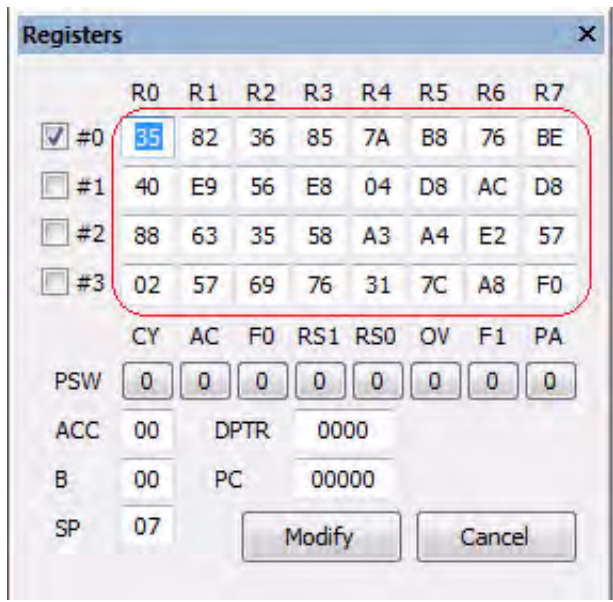 Registers ×
R0 R1 R2 R3 R4 R5 R6 R7
#0 35 82 36 85 7A B8 76 BE
#1 40 E9 56 E8 04 D8 AC D8
#2 88 63 35 58 A3 A4 E2 57
#3 02 57 69 76 31 7C A8 F0
CY AC F0 RS1 RS0 OV F1 PA
PSW 0 0 0 0 0 0 0 0
ACC 00 DPTR 0000
B 00 PC 00000
SP 07 Modify Cancel